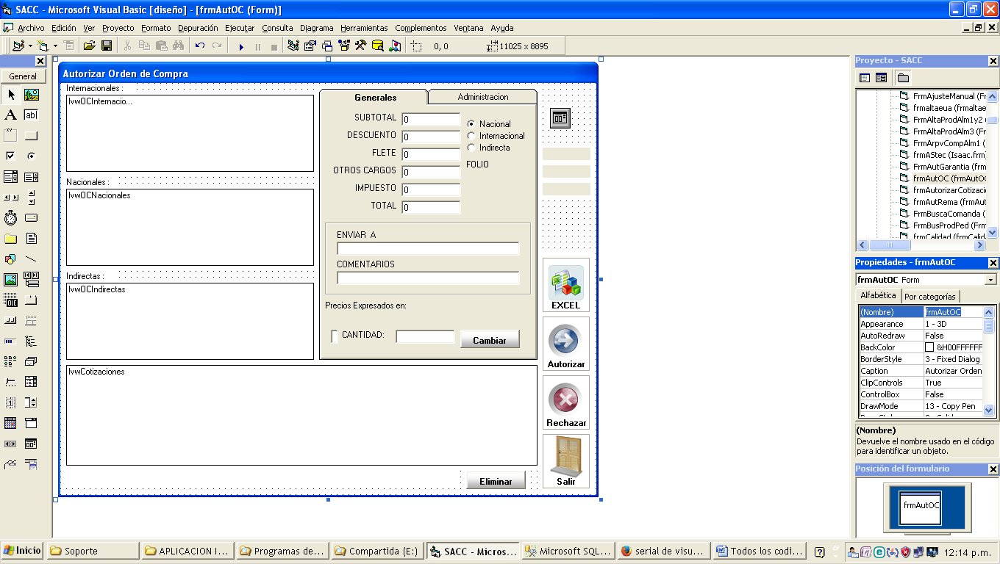 SACC - Microsoft Visual Basic [diseño] - [frmAutOC (Form)]
Archivo Edición Ver Proyecto Formato Depuración Ejecutar Consulta Diagrama Herramientas Complementos Ventana Ayuda
0, 0 11025 x 8895
General
Autorizar Orden de Compra
Internacionales :
lvwOCInternacio...
Nacionales :
lvwOCNacionales
Indirectas :
lvwOCIndirectas
lvwCotizaciones
Generales Administracion
SUBTOTAL 0
DESCUENTO 0
FLETE 0
OTROS CARGOS 0
IMPUESTO 0
TOTAL 0
Nacional
Internacional
Indirecta
FOLIO
ENVIAR A
COMENTARIOS
Precios Expresados en:
CANTIDAD: Cambiar
EXCEL
Autorizar
Rechazar
Salir
Eliminar
Proyecto - SACC
FrmAjusteManual (Fr
frmaltaeua (frmaltae
FrmAltaProdAlm1y2 (
FrmAltaProdAlm3 (Fr
FrmArpvCompAlm1 (
frmAStec (Isaac.frm)
frmAutGarantia (frm
frmAutOC (frmAutOC
frmAutorizarCotizaci
frmAutRema (frmAut
FrmBuscaComanda (
FrmBusProdPed (Frm
frmCalidad (frmCalid
Propiedades - frmAutOC
frmAutOC Form
Alfabética Por categorías
(Nombre) frmAutOC
Appearance 1 - 3D
AutoRedraw False
BackColor &H00FFFFFF
BorderStyle 3 - Fixed Dialog
Caption Autorizar Orden
ClipControls True
ControlBox False
DrawMode 13 - Copy Pen
(Nombre)
Devuelve el nombre usado en el código
para identificar un objeto.
Posición del formulario
frmAutOC
Inicio Soporte APLICACION I... Programas de... Compartida (E:) SACC - Micros... Microsoft SQL... serial de visu... Todos los codi... 12:14 p.m.